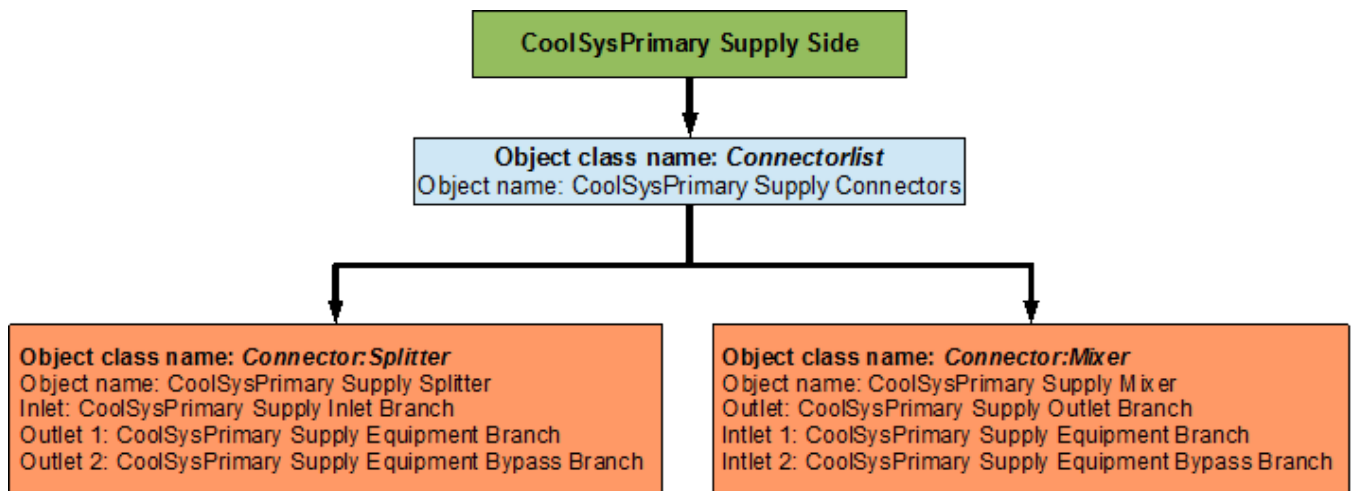 CoolSysPrimary Supply Side
Object class name: Connectorlist
Object name: CoolSysPrimary Supply Connectors
Object class name: Connector:Splitter
Object name: CoolSysPrimary Supply Splitter
Inlet: CoolSysPrimary Supply Inlet Branch
Outlet 1: CoolSysPrimary Supply Equipment Branch
Outlet 2: CoolSysPrimary Supply Equipment Bypass Branch
Object class name: Connector:Mixer
Object name: CoolSysPrimary Supply Mixer
Outlet: CoolSysPrimary Supply Outlet Branch
Intlet 1: CoolSysPrimary Supply Equipment Branch
Intlet 2: CoolSysPrimary Supply Equipment Bypass Branch